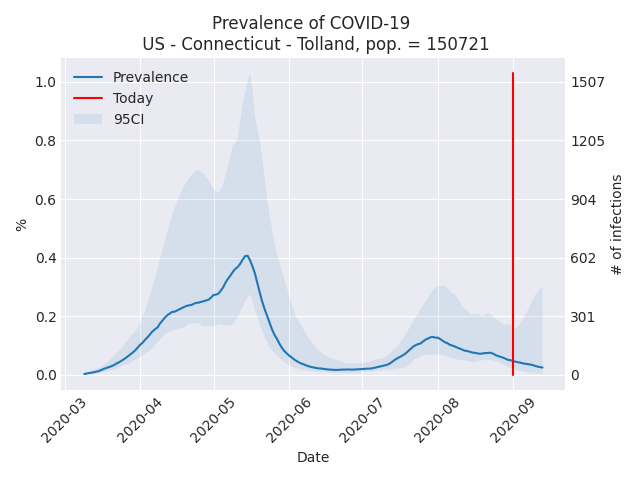 Prevalence of COVID-19
US - Connecticut - Tolland, pop. = 150721
Prevalence
Today
95CI
%
1.0
0.8
0.6
0.4
0.2
0.0
1507
1205
904
602
301
0
# of infections
2020-03
2020-04
2020-05
2020-06
2020-07
2020-08
2020-09
Date